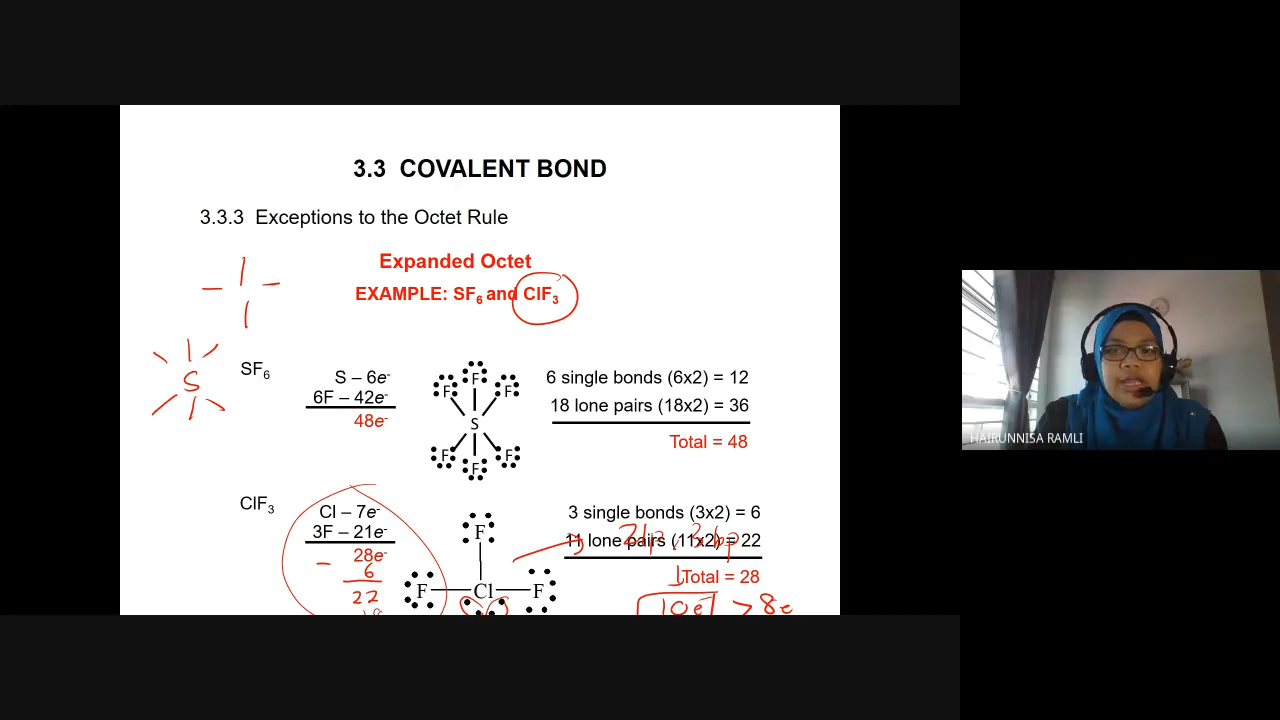 3.3 COVALENT BOND
3.3.3 Exceptions to the Octet Rule
Expanded Octet
EXAMPLE: SF₆ and ClF₃
S
SF₆
S – 6e⁻
6F – 42e⁻
48e⁻
F
F F
S
F F
F
6 single bonds (6x2) = 12
18 lone pairs (18x2) = 36
Total = 48
ClF₃
Cl – 7e⁻
3F – 21e⁻
28e⁻
– 6
22
F
F Cl F
3 single bonds (3x2) = 6
11 lone pairs (11x2) = 22
2lp, 3bp
Total = 28
10e⁻ > 8e
HAIRUNNISA RAMLI